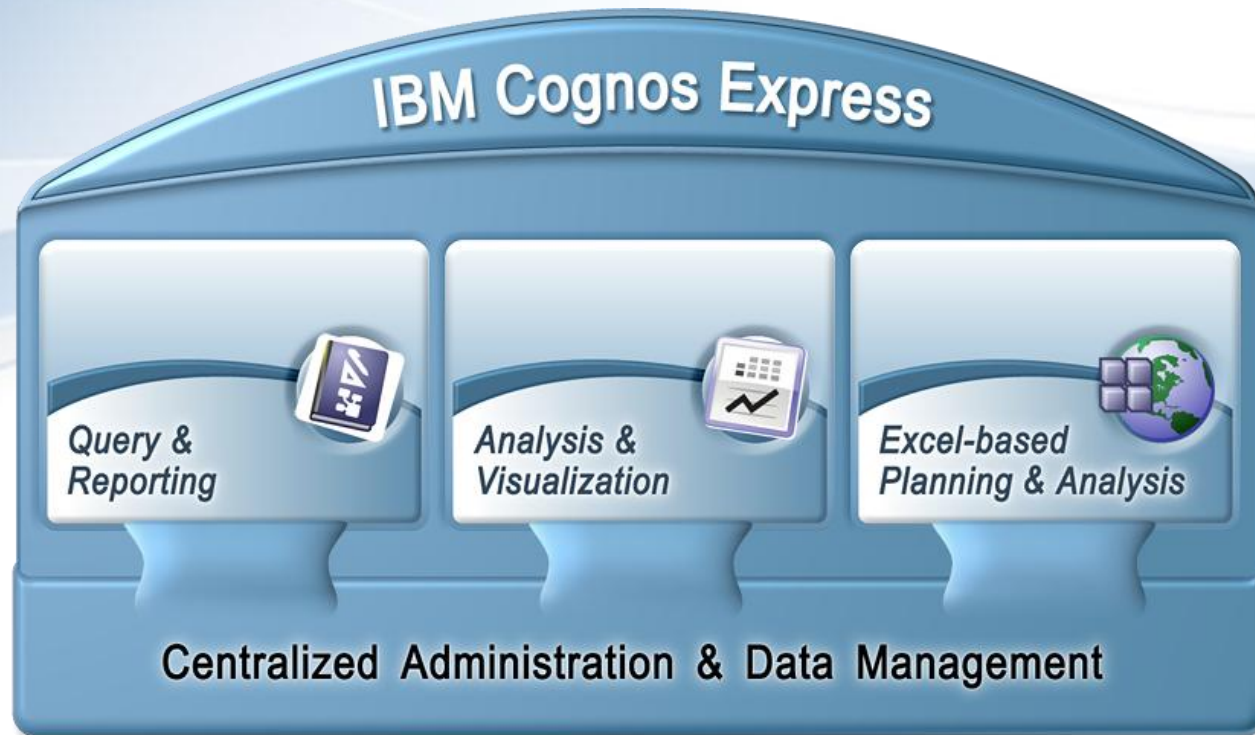 IBM Cognos Express
Query &
Reporting
Analysis &
Visualization
Excel-based
Planning & Analysis
Centralized Administration & Data Management